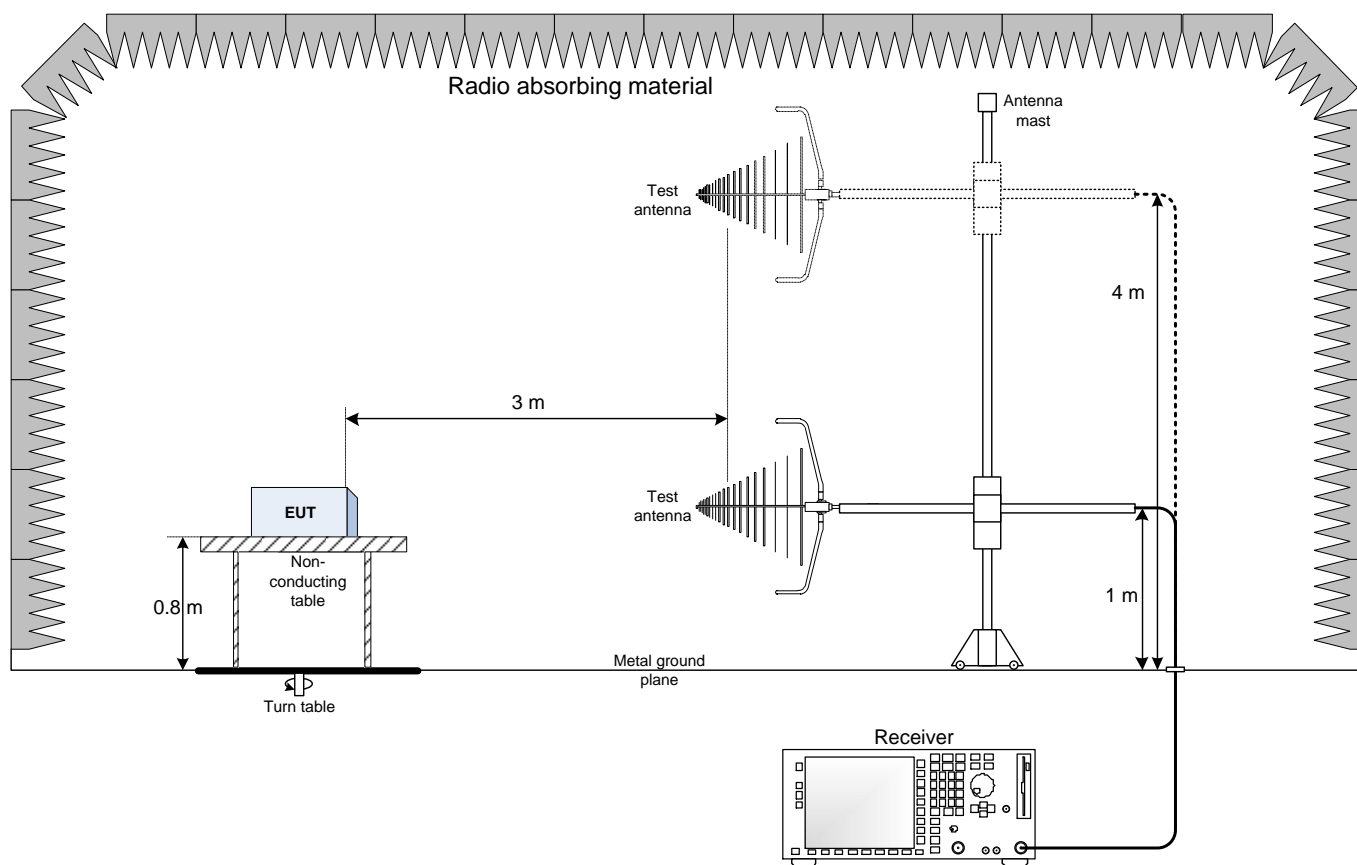 Radio absorbing material
Antenna
mast
Test
antenna
4 m
3 m
Test
antenna
EUT
Non-
conducting
table
0.8 m
1 m
Metal ground
plane
Turn table
Receiver